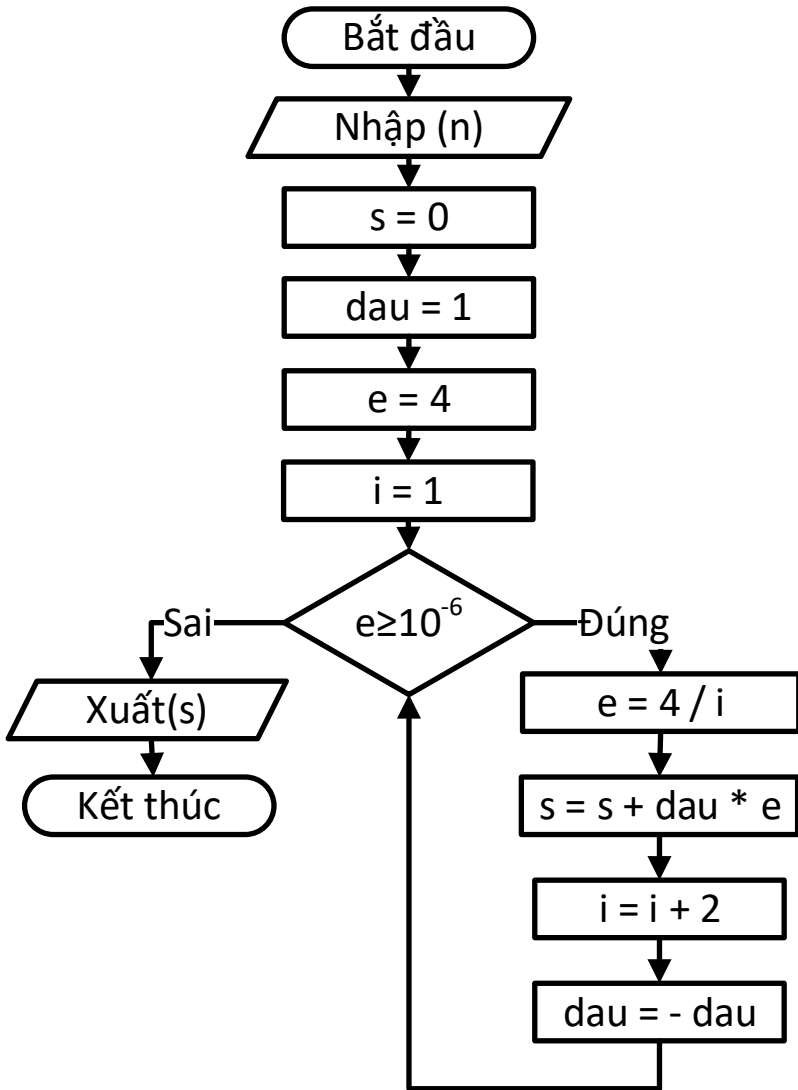 Bắt đầu
Nhập (n)
s = 0
dau = 1
e = 4
i = 1
e≥10⁻⁶
Sai
Đúng
Xuất(s)
Kết thúc
e = 4 / i
s = s + dau * e
i = i + 2
dau = - dau